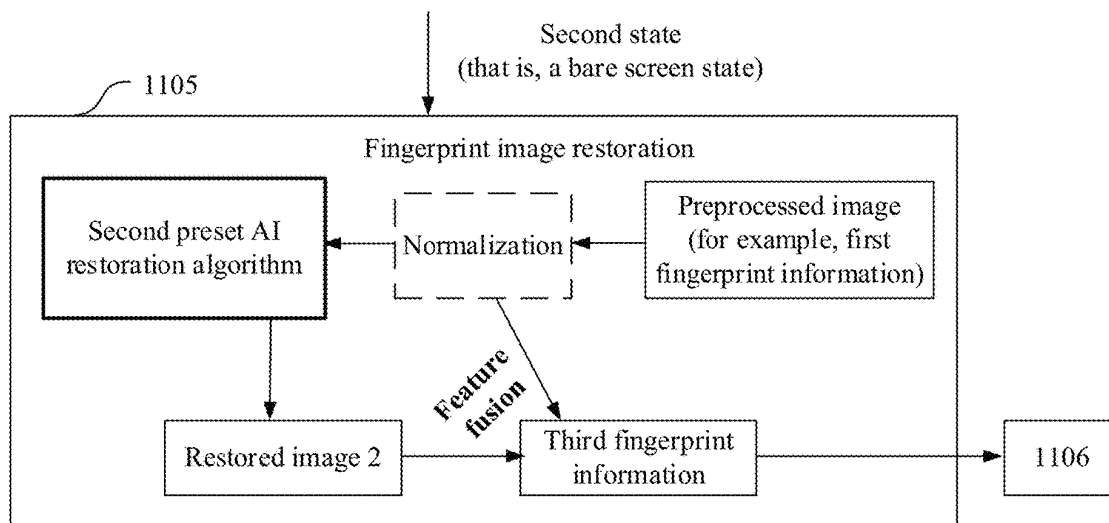 Second state
(that is, a bare screen state)
1105
Fingerprint image restoration
Second preset AI
restoration algorithm
Normalization
Preprocessed image
(for example, first
fingerprint information)
Feature
fusion
Restored image 2
Third fingerprint
information
1106